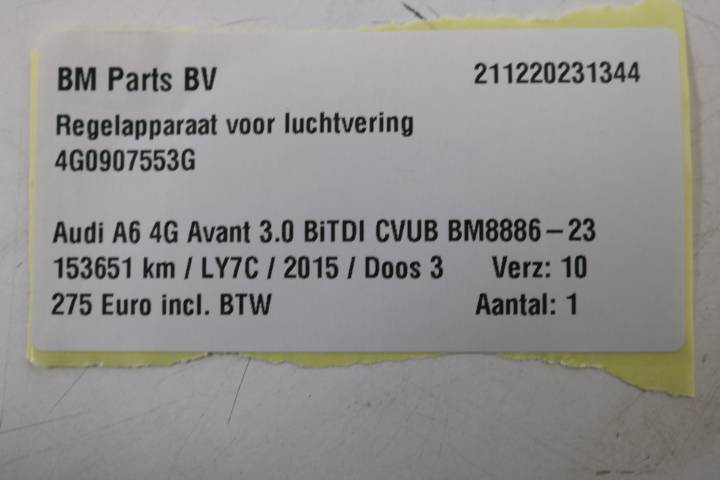 BM Parts BV 211220231344
Regelapparaat voor luchtvering
4G0907553G
Audi A6 4G Avant 3.0 BiTDI CVUB BM8886-23
153651 km / LY7C / 2015 / Doos 3 Verz: 10
275 Euro incl. BTW Aantal: 1